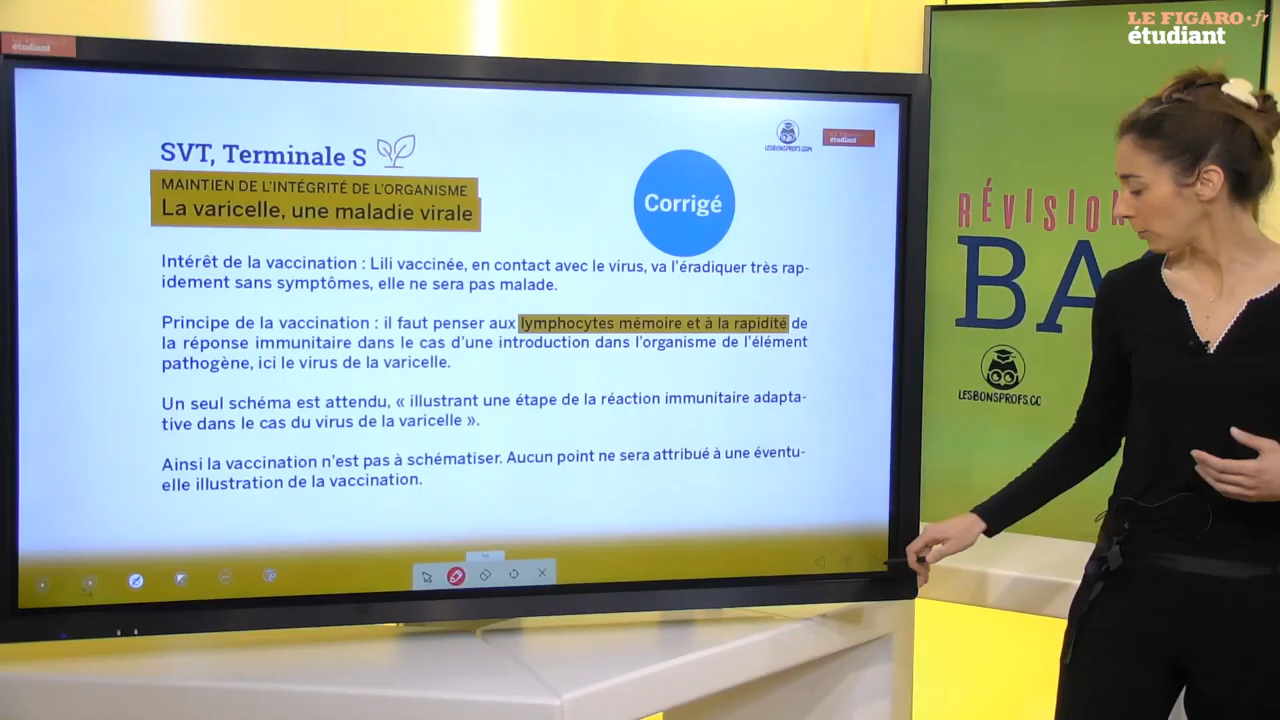 LE FIGARO.fr
étudiant
étudiant
SVT, Terminale S
LESBONSPROFS.COM
étudiant
MAINTIEN DE L'INTÉGRITÉ DE L'ORGANISME
La varicelle, une maladie virale
Corrigé
Intérêt de la vaccination : Lili vaccinée, en contact avec le virus, va l'éradiquer très rap-
idement sans symptômes, elle ne sera pas malade.
Principe de la vaccination : il faut penser aux lymphocytes mémoire et à la rapidité de
la réponse immunitaire dans le cas d'une introduction dans l'organisme de l'élément
pathogène, ici le virus de la varicelle.
Un seul schéma est attendu, « illustrant une étape de la réaction immunitaire adapta-
tive dans le cas du virus de la varicelle ».
Ainsi la vaccination n'est pas à schématiser. Aucun point ne sera attribué à une éventu-
elle illustration de la vaccination.
RÉVISION
BA
LESBONSPROFS.CO